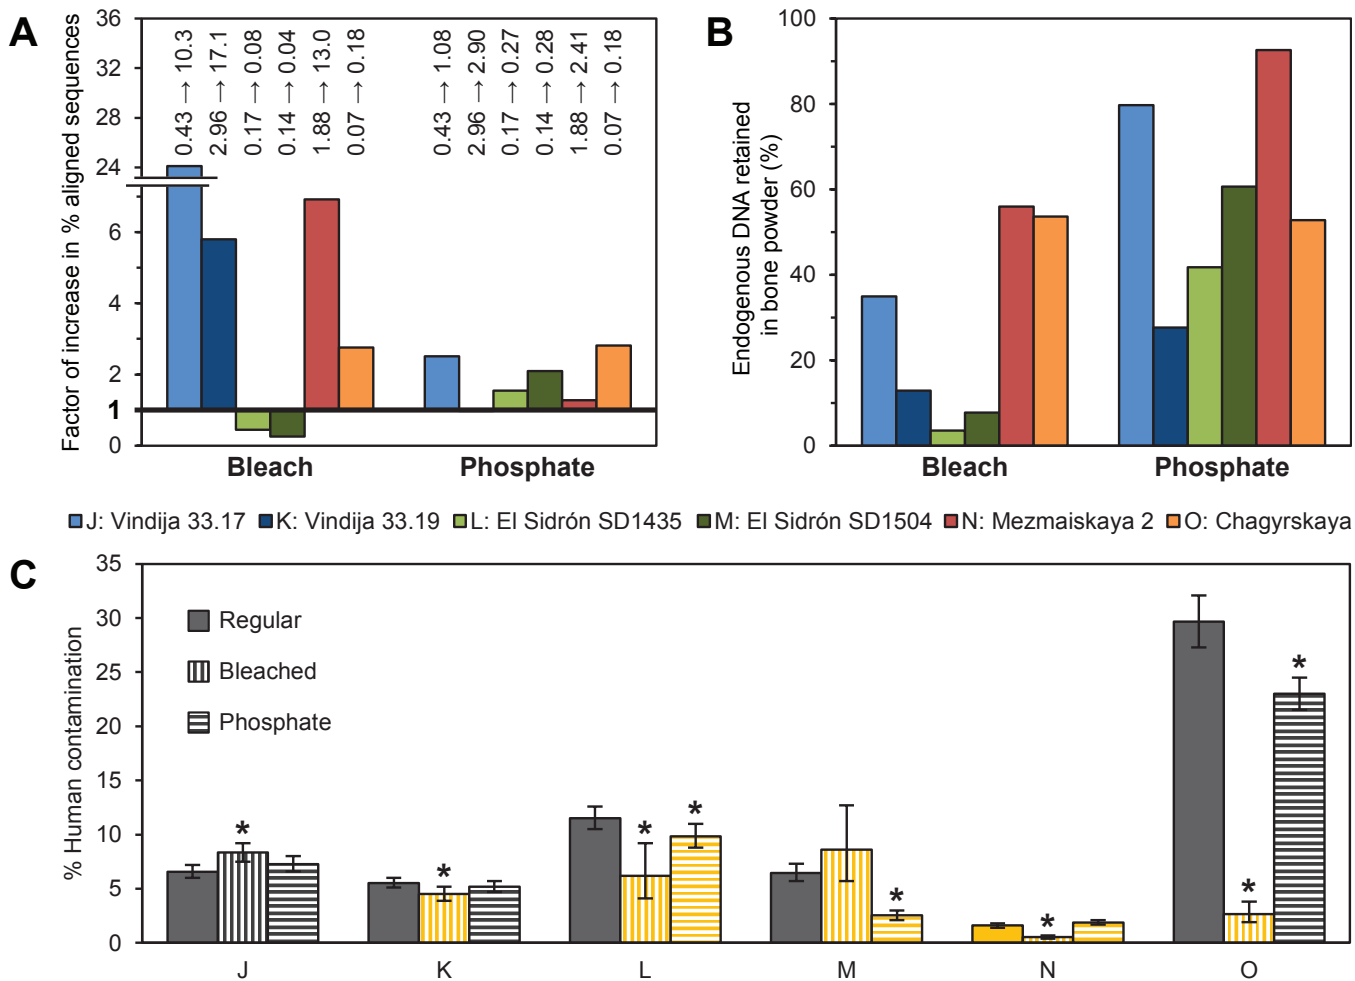 A
Factor of increase in % aligned sequences
36
32
28
24
6
4
2
1
0
0.43 → 10.3
2.96 → 17.1
0.17 → 0.08
0.14 → 0.04
1.88 → 13.0
0.07 → 0.18
0.43 → 1.08
2.96 → 2.90
0.17 → 0.27
0.14 → 0.28
1.88 → 2.41
0.07 → 0.18
Bleach
Phosphate
B
Endogenous DNA retained
in bone powder (%)
100
80
60
40
20
0
Bleach
Phosphate
J: Vindija 33.17 K: Vindija 33.19 L: El Sidrón SD1435 M: El Sidrón SD1504 N: Mezmaiskaya 2 O: Chagyrskaya
C
% Human contamination
35
30
25
20
15
10
5
0
Regular
Bleached
Phosphate
*
*
*
*
*
*
*
*
J K L M N O